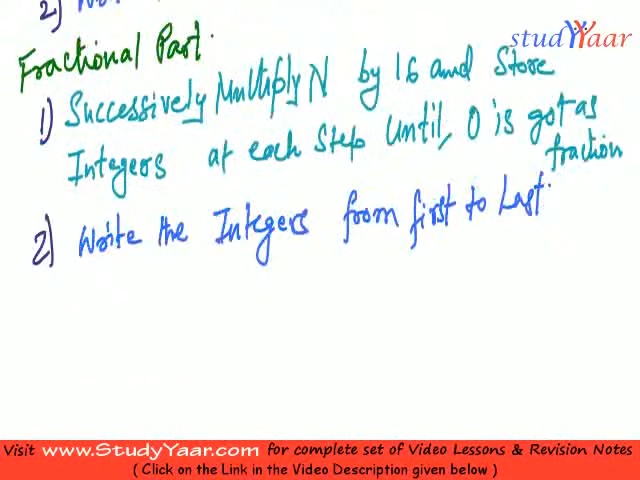 2)
studYYaar
Fractional Part.
1) Successively Multiply N by 16 and Store
Integers at each Step Until, 0 is got as
fraction
2) Write the Integers from first to Last.
Visit www.StudyYaar.com for complete set of Video Lessons & Revision Notes
( Click on the Link in the Video Description given below )